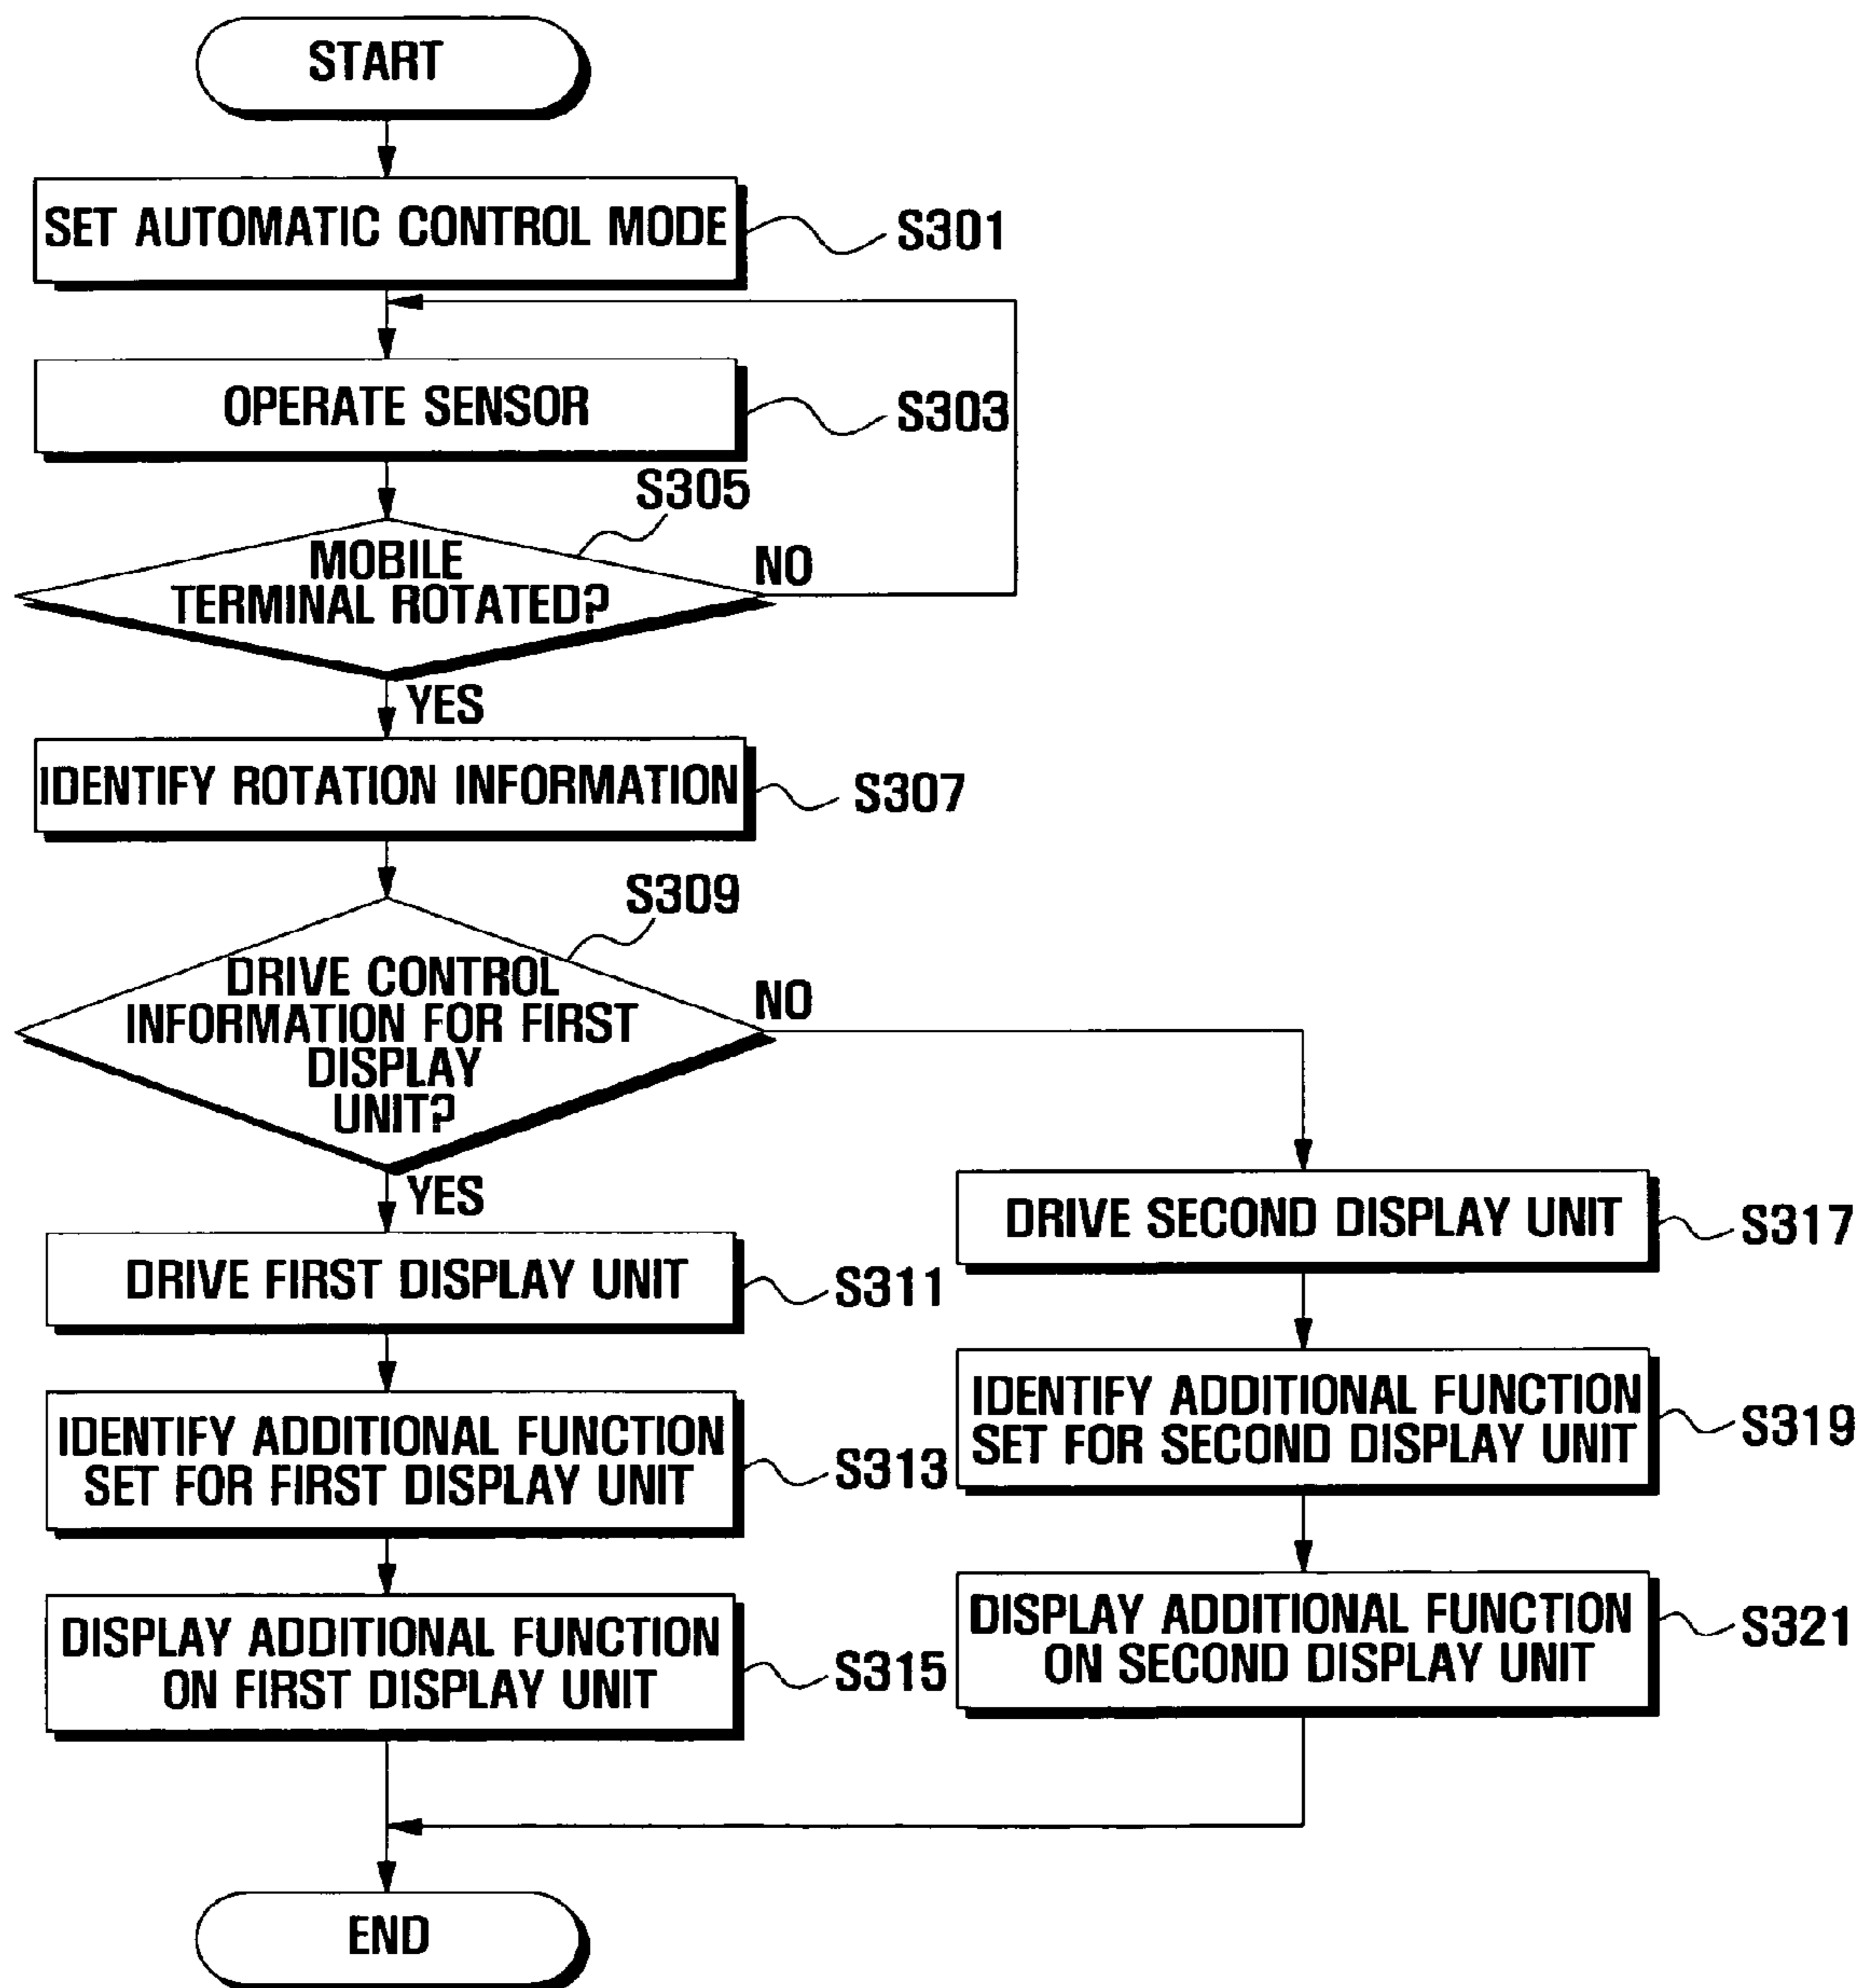 START
SET AUTOMATIC CONTROL MODE
S301
OPERATE SENSOR
S303
S305
MOBILE
TERMINAL ROTATED?
NO
YES
IDENTIFY ROTATION INFORMATION
S307
S309
DRIVE CONTROL
INFORMATION FOR FIRST
DISPLAY
UNIT?
NO
YES
DRIVE FIRST DISPLAY UNIT
S311
IDENTIFY ADDITIONAL FUNCTION
SET FOR FIRST DISPLAY UNIT
S313
DISPLAY ADDITIONAL FUNCTION
ON FIRST DISPLAY UNIT
S315
DRIVE SECOND DISPLAY UNIT
S317
IDENTIFY ADDITIONAL FUNCTION
SET FOR SECOND DISPLAY UNIT
S319
DISPLAY ADDITIONAL FUNCTION
ON SECOND DISPLAY UNIT
S321
END